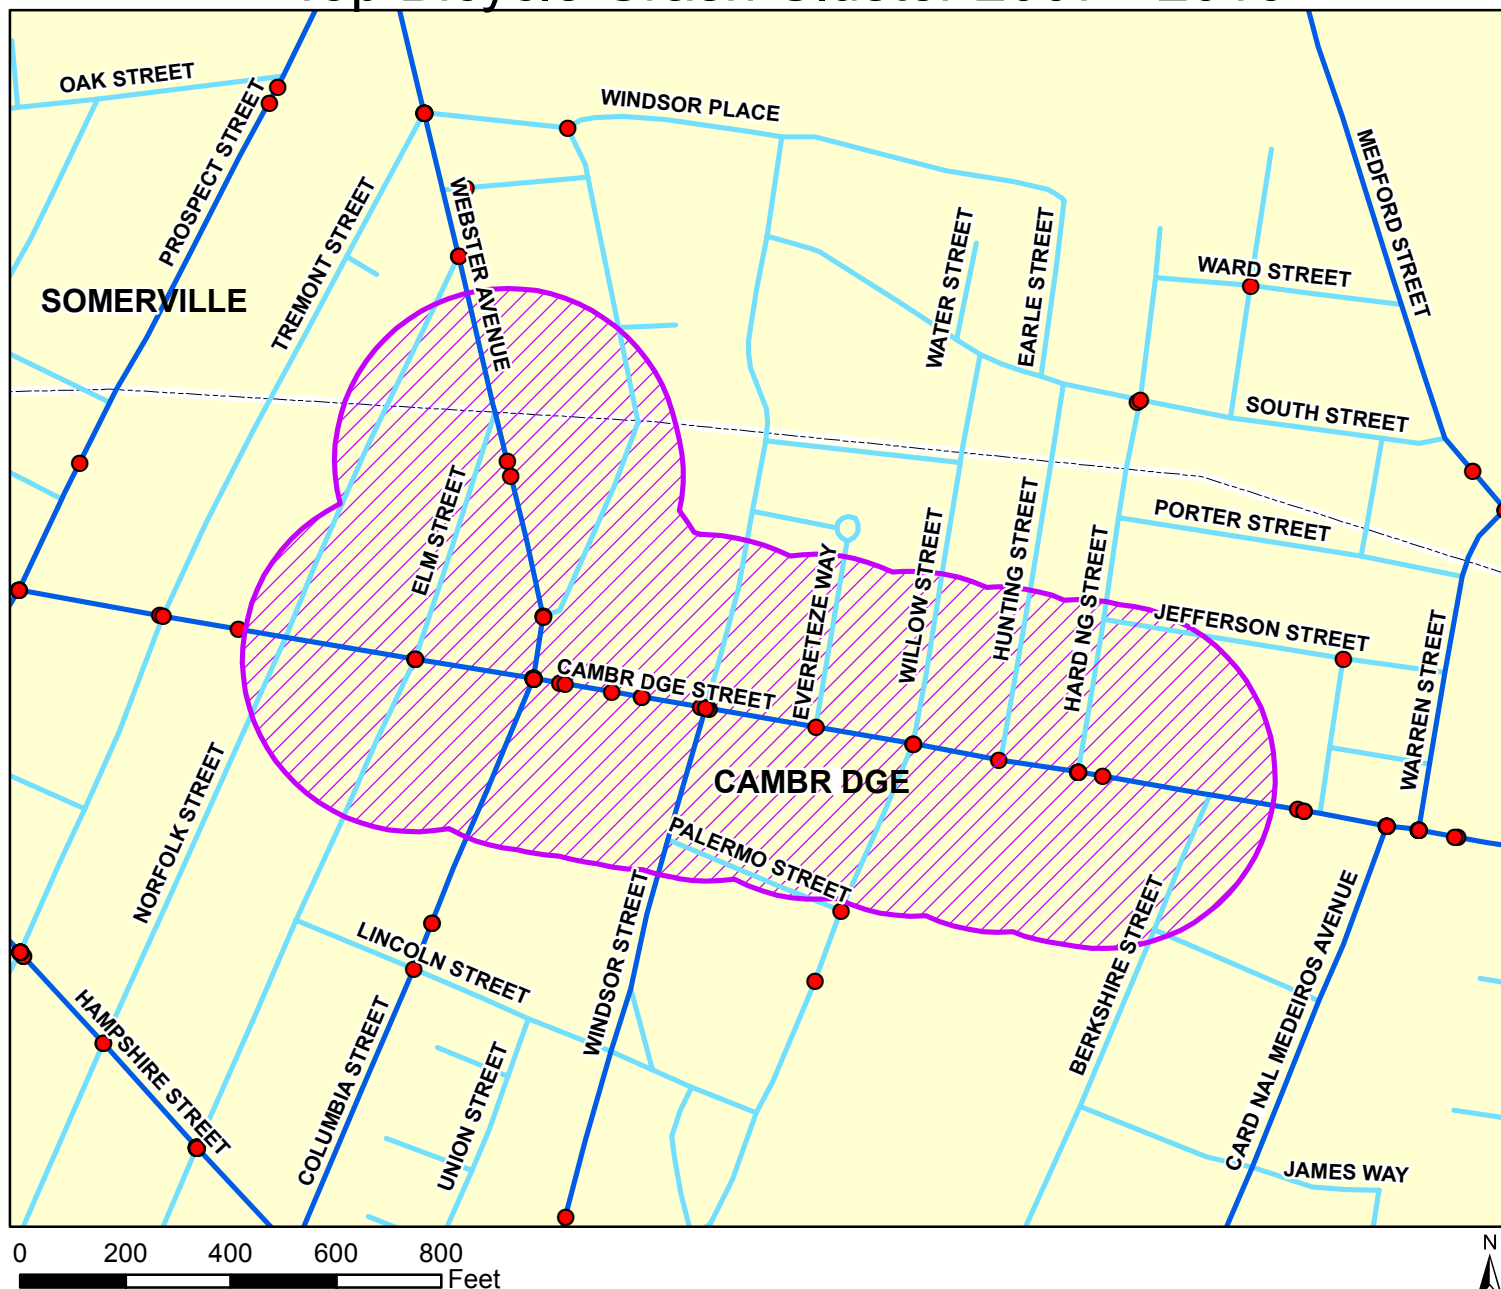 OAK STREET
WINDSOR PLACE
PROSPECT STREET
MEDFORD STREET
TREMONT STREET
WEBSTER AVENUE
WATER STREET
EARLE STREET
WARD STREET
SOMERVILLE
SOUTH STREET
ELM STREET
PORTER STREET
WILLOW STREET
HUNTING STREET
HARD NG STREET
EVERETEZE WAY
JEFFERSON STREET
WARREN STREET
CAMBR DGE STREET
CAMBR DGE
NORFOLK STREET
PALERMO STREET
LINCOLN STREET
WINDSOR STREET
BERKSHIRE STREET
CARD NAL MEDEIROS AVENUE
HAMPSHIRE STREET
COLUMBIA STREET
UNION STREET
JAMES WAY
0 200 400 600 800
Feet
N